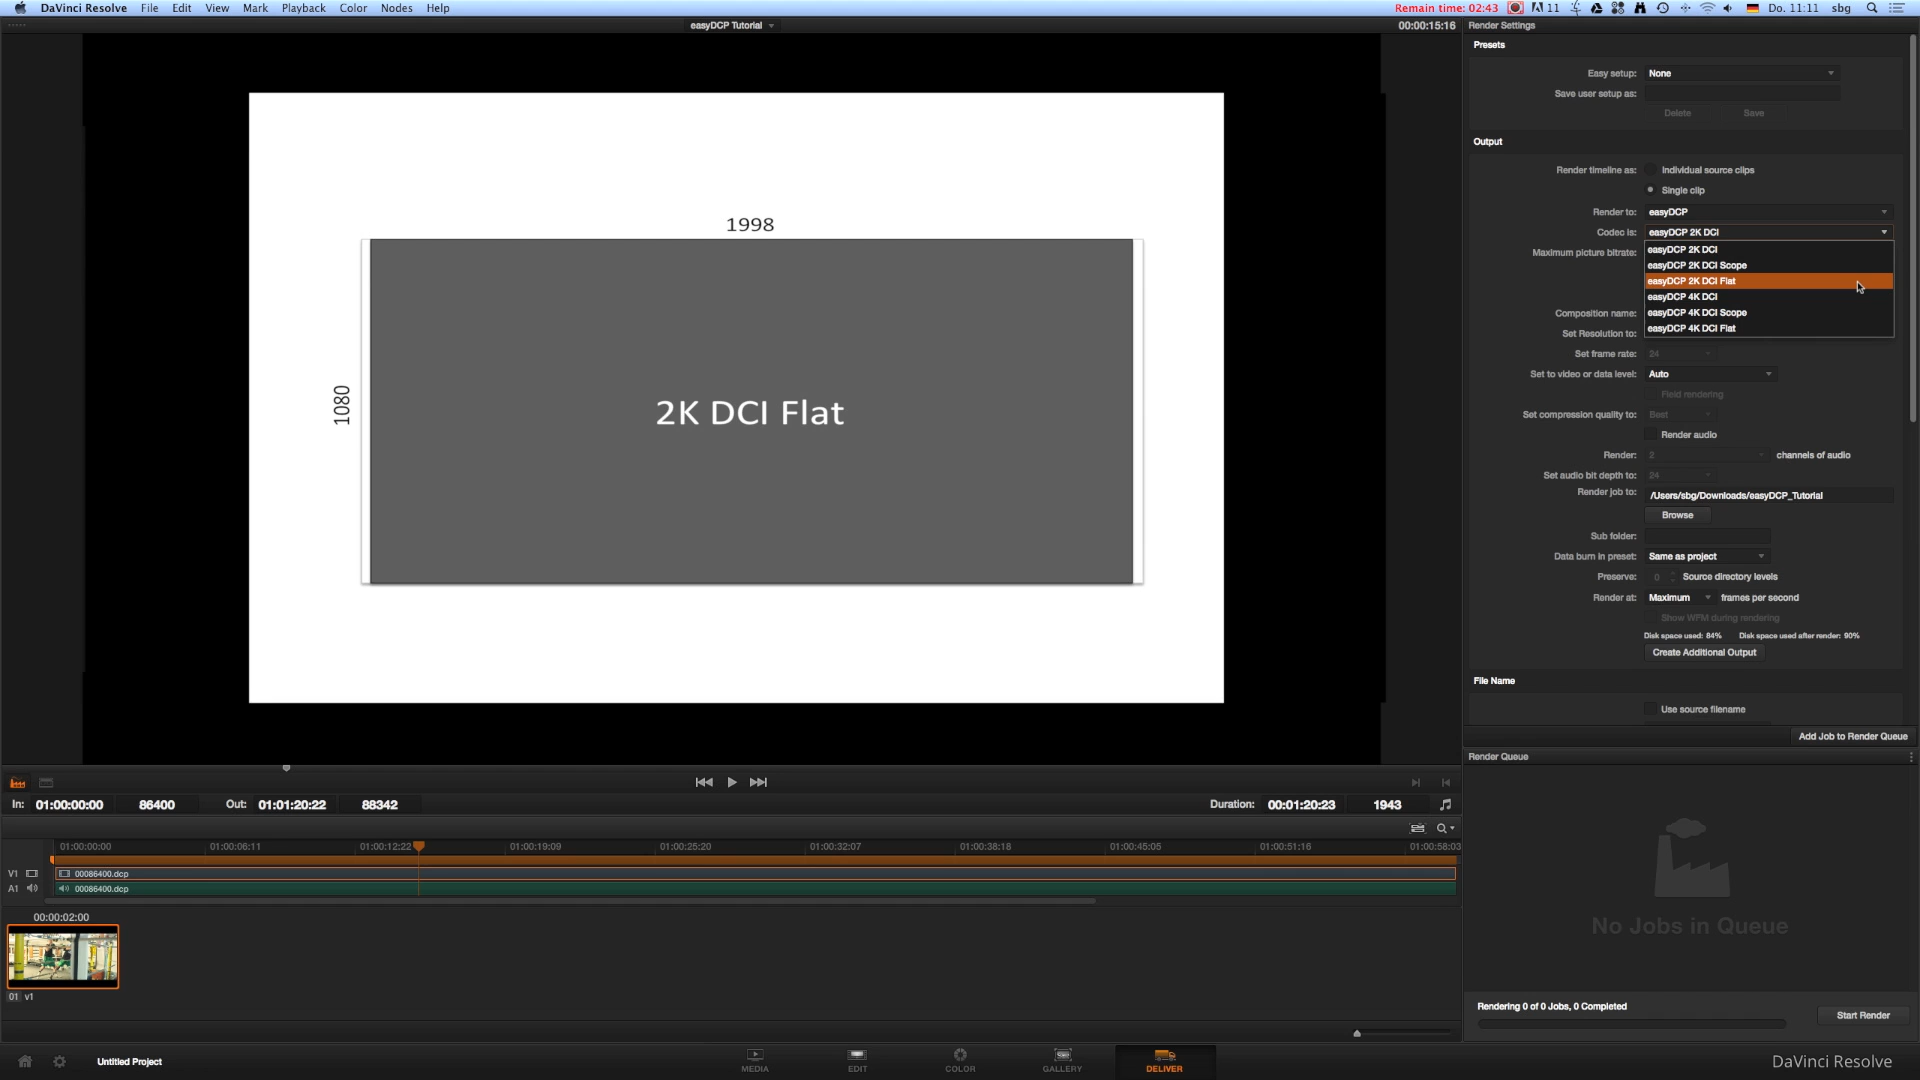 DaVinci Resolve File Edit View Mark Playback Color Nodes Help
Remain time: 02:43 11 Do. 11:11 sbg
easyDCP Tutorial
00:00:15:16
Render Settings
Presets
Easy setup: None
Save user setup as:
Delete Save
Output
Render timeline as: Individual source clips
Single clip
Render to: easyDCP
Codec is: easyDCP 2K DCI
easyDCP 2K DCI
Maximum picture bitrate:
easyDCP 2K DCI Scope
easyDCP 2K DCI Flat
easyDCP 4K DCI
easyDCP 4K DCI Scope
easyDCP 4K DCI Flat
Composition name:
Set Resolution to:
Set frame rate: 24
Set to video or data level: Auto
Field rendering
Set compression quality to: Best
Render audio
Render: 2 channels of audio
Set audio bit depth to: 24
Render job to: /Users/sbg/Downloads/easyDCP_Tutorial
Browse
Sub folder:
Data burn in preset: Same as project
Preserve: 0 Source directory levels
Render at: Maximum frames per second
Show WFM during rendering
Disk space used: 84% Disk space used after render: 90%
Create Additional Output
File Name
Use source filename
Add Job to Render Queue
Render Queue
No Jobs in Queue
Rendering 0 of 0 Jobs, 0 Completed
Start Render
1998
1080
2K DCI Flat
In: 01:00:00:00 86400 Out: 01:01:20:22 88342
Duration: 00:01:20:23 1943
01:00:00:00 01:00:06:11 01:00:12:22 01:00:19:09 01:00:25:20 01:00:32:07 01:00:38:18 01:00:45:05 01:00:51:16 01:00:58:03
V1 00086400.dcp
A1 00086400.dcp
00:00:02:00
01 v1
Untitled Project
MEDIA EDIT COLOR GALLERY DELIVER
DaVinci Resolve